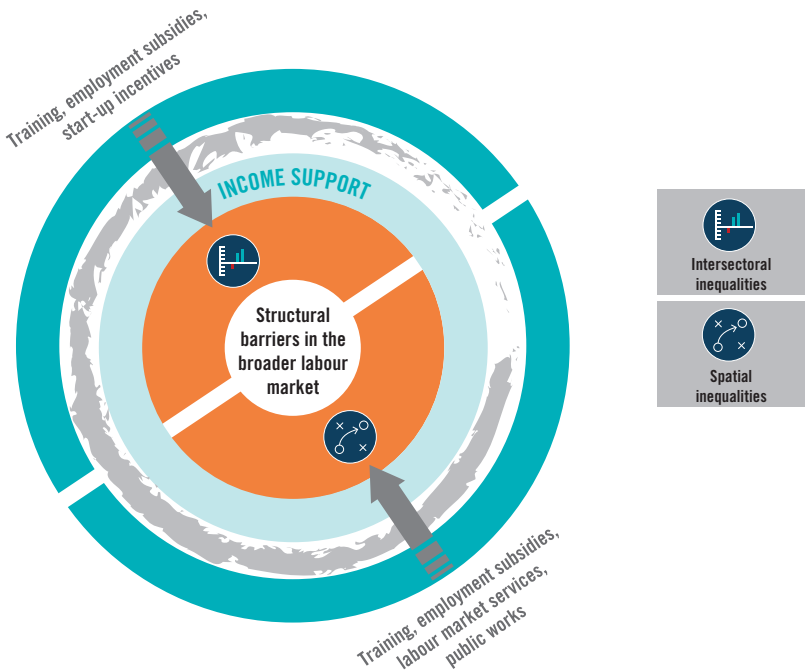 Training, employment subsidies,
start-up incentives
INCOME SUPPORT
Structural
barriers in the
broader labour
market
Training, employment subsidies,
labour market services,
public works
Intersectoral
inequalities
Spatial
inequalities